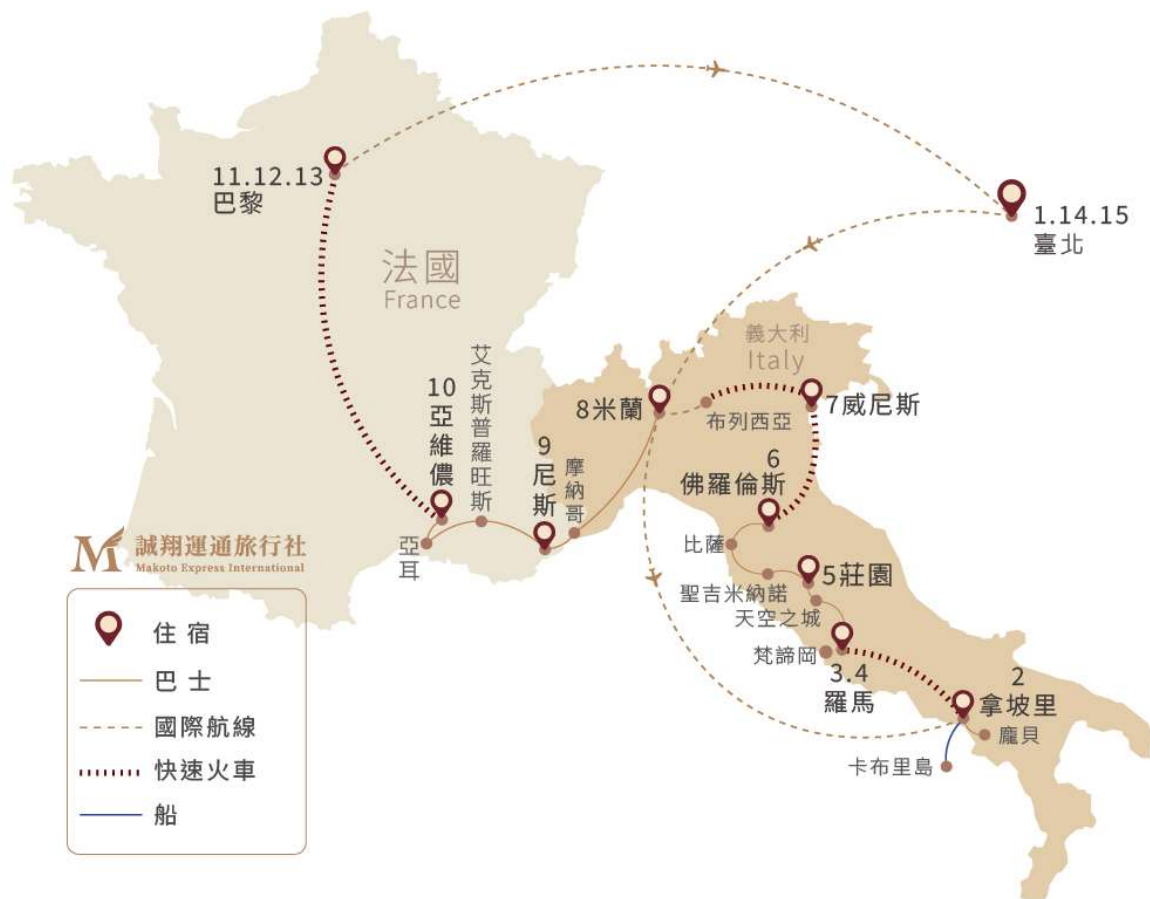 11.12.13
巴黎
1.14.15
臺北
法國
France
義大利
Italy
10
亞維儂
艾克斯普羅旺斯
9
尼斯
摩納哥
8米蘭
布列西亞
7威尼斯
6
佛羅倫斯
亞耳
比薩
聖吉米納諾
5莊園
天空之城
梵諦岡
3.4
羅馬
2
拿坡里
龐貝
卡布里島
M
誠翔運通旅行社
Makoto Express International
住宿
巴士
國際航線
快速火車
船